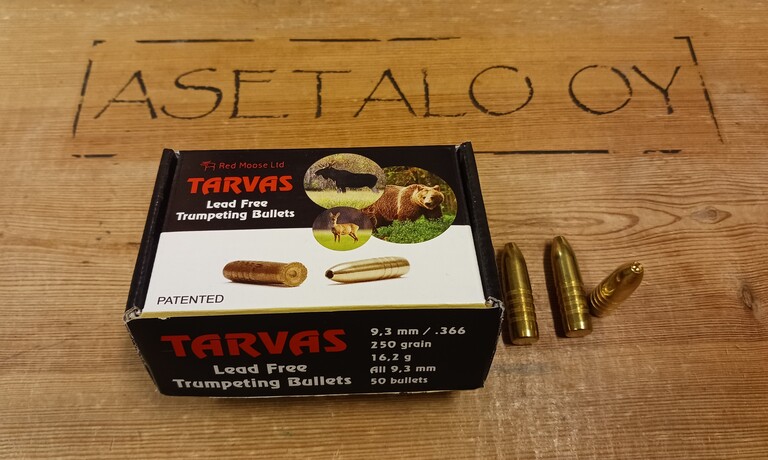 ASETALO OY
Red Moose Ltd
TARVAS
Lead Free
Trumpeting Bullets
PATENTED
TARVAS
Lead Free
Trumpeting Bullets
9,3 mm / .366
250 grain
16,2 g
All 9,3 mm
50 bullets